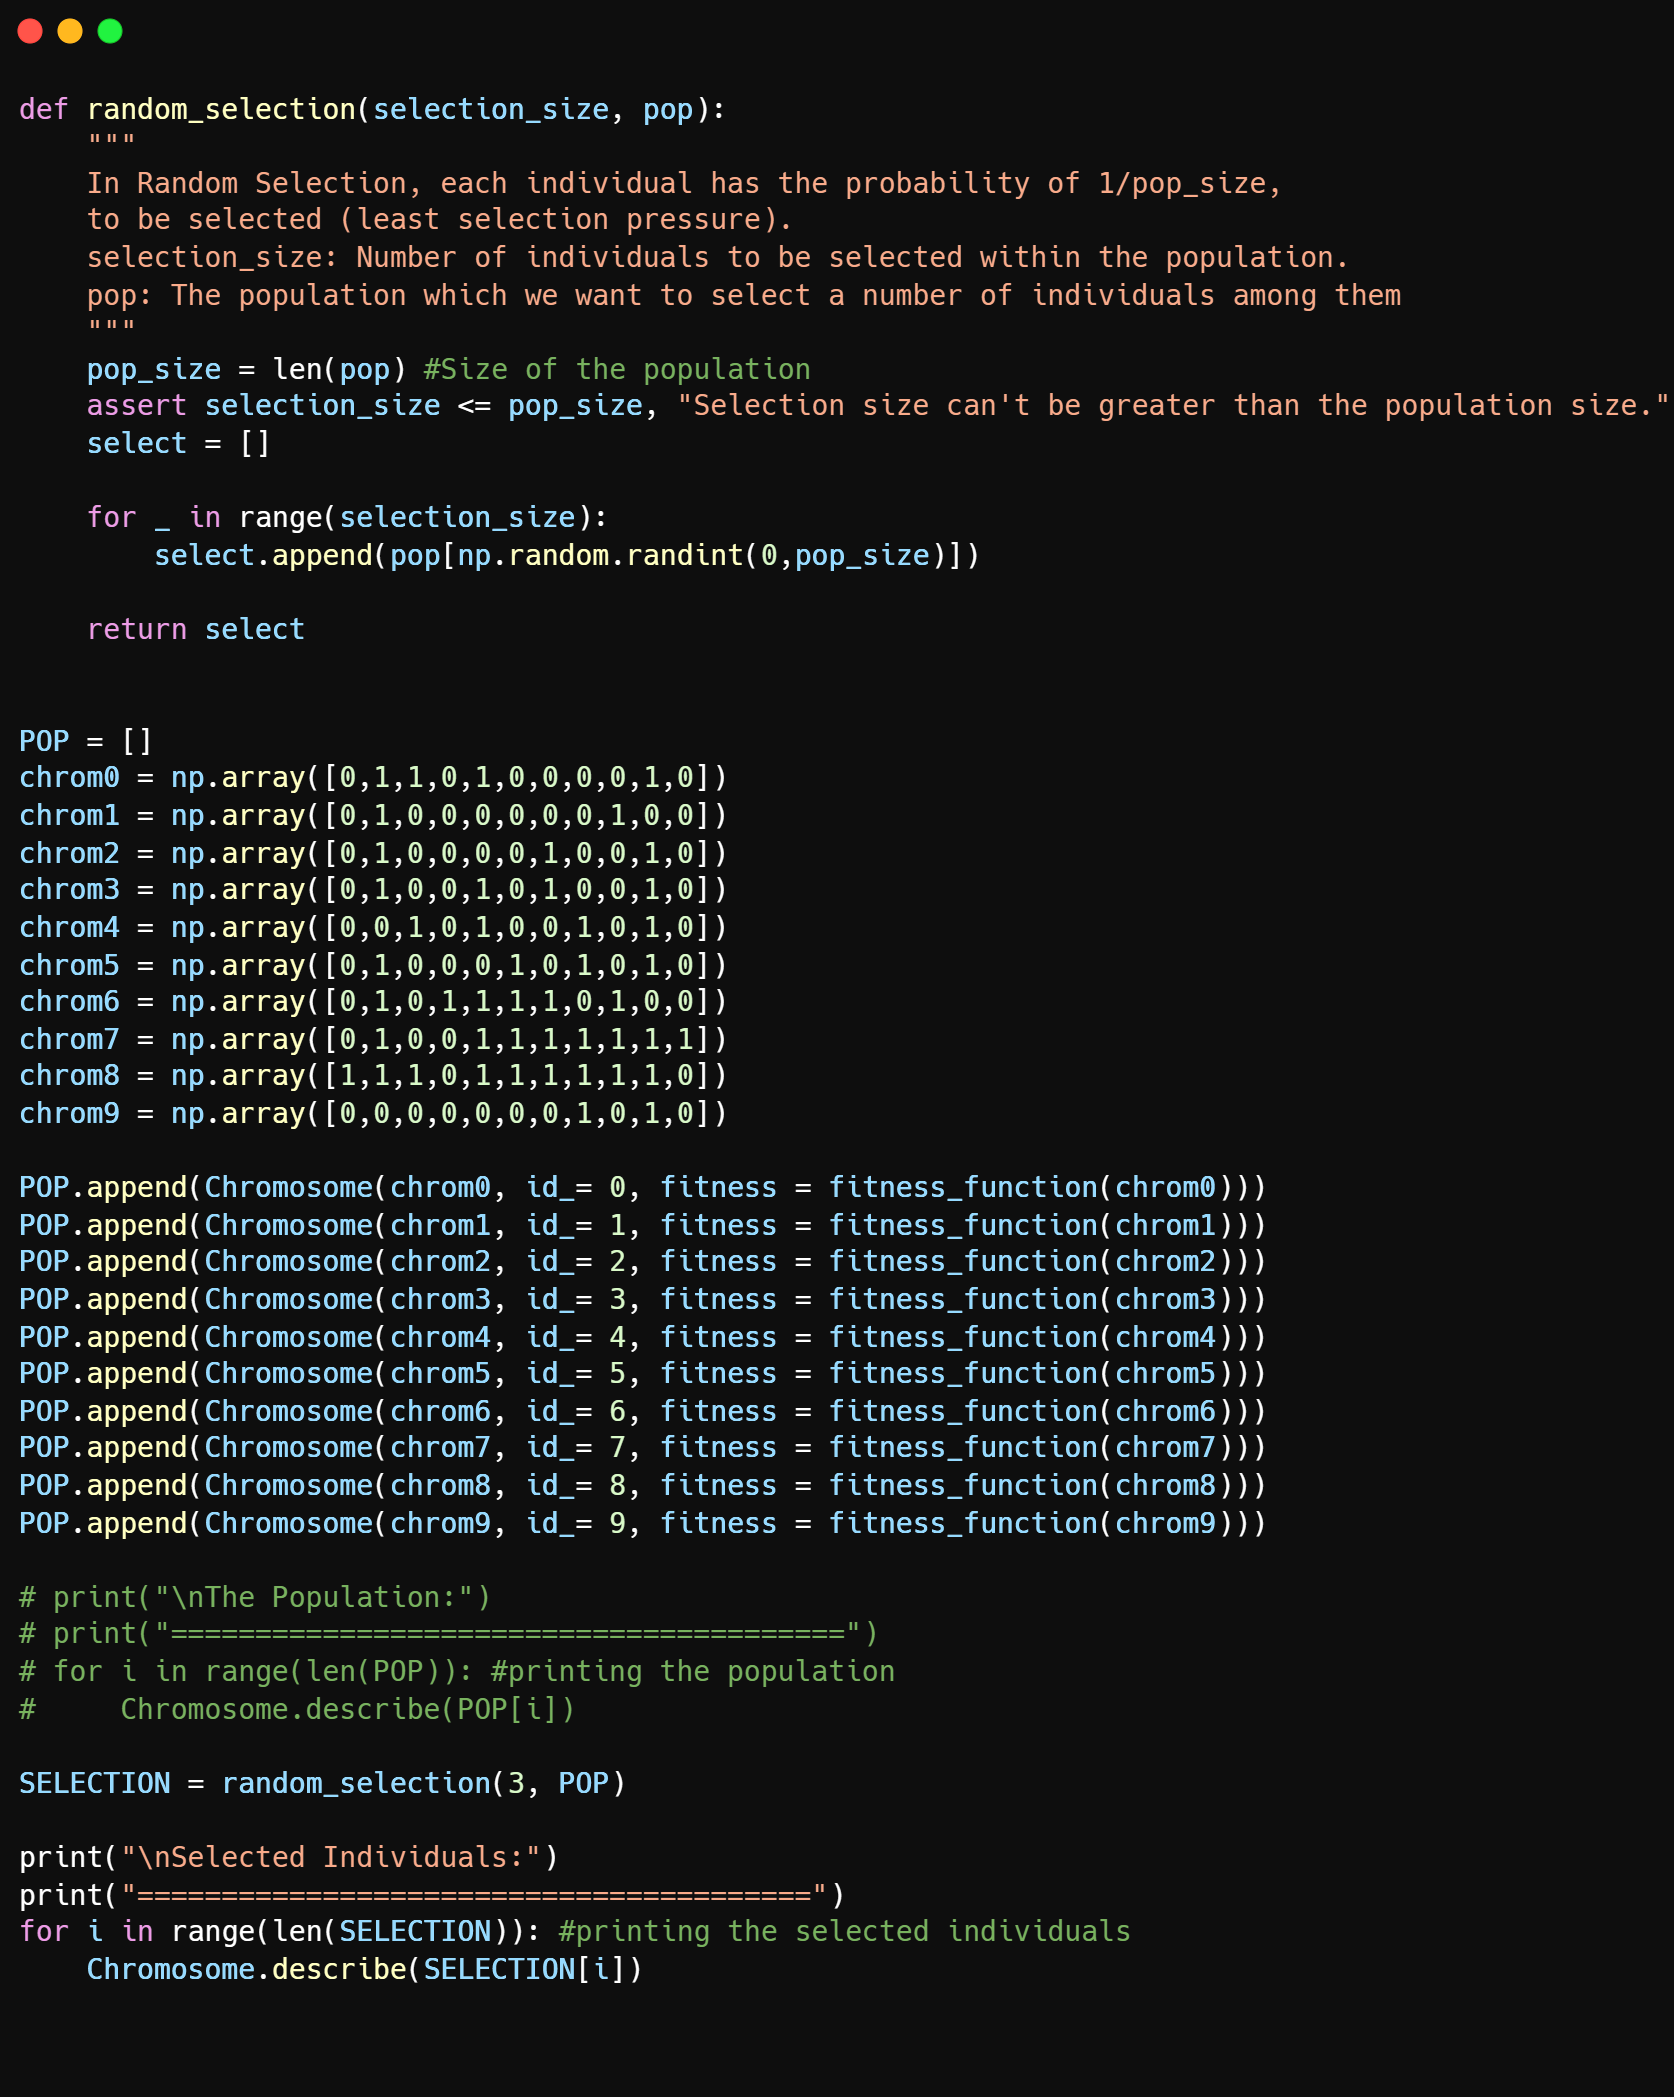 def random_selection(selection_size, pop):
    """
    In Random Selection, each individual has the probability of 1/pop_size,
    to be selected (least selection pressure).
    selection_size: Number of individuals to be selected within the population.
    pop: The population which we want to select a number of individuals among them
    """
    pop_size = len(pop) #Size of the population
    assert selection_size <= pop_size, "Selection size can't be greater than the population size."
    select = []

    for _ in range(selection_size):
        select.append(pop[np.random.randint(0,pop_size)])

    return select


POP = []
chrom0 = np.array([0,1,1,0,1,0,0,0,0,1,0])
chrom1 = np.array([0,1,0,0,0,0,0,0,1,0,0])
chrom2 = np.array([0,1,0,0,0,0,1,0,0,1,0])
chrom3 = np.array([0,1,0,0,1,0,1,0,0,1,0])
chrom4 = np.array([0,0,1,0,1,0,0,1,0,1,0])
chrom5 = np.array([0,1,0,0,0,1,0,1,0,1,0])
chrom6 = np.array([0,1,0,1,1,1,1,0,1,0,0])
chrom7 = np.array([0,1,0,0,1,1,1,1,1,1,1])
chrom8 = np.array([1,1,1,0,1,1,1,1,1,1,0])
chrom9 = np.array([0,0,0,0,0,0,0,1,0,1,0])

POP.append(Chromosome(chrom0, id_= 0, fitness = fitness_function(chrom0)))
POP.append(Chromosome(chrom1, id_= 1, fitness = fitness_function(chrom1)))
POP.append(Chromosome(chrom2, id_= 2, fitness = fitness_function(chrom2)))
POP.append(Chromosome(chrom3, id_= 3, fitness = fitness_function(chrom3)))
POP.append(Chromosome(chrom4, id_= 4, fitness = fitness_function(chrom4)))
POP.append(Chromosome(chrom5, id_= 5, fitness = fitness_function(chrom5)))
POP.append(Chromosome(chrom6, id_= 6, fitness = fitness_function(chrom6)))
POP.append(Chromosome(chrom7, id_= 7, fitness = fitness_function(chrom7)))
POP.append(Chromosome(chrom8, id_= 8, fitness = fitness_function(chrom8)))
POP.append(Chromosome(chrom9, id_= 9, fitness = fitness_function(chrom9)))

# print("\nThe Population:")
# print("========================================")
# for i in range(len(POP)): #printing the population
#     Chromosome.describe(POP[i])

SELECTION = random_selection(3, POP)

print("\nSelected Individuals:")
print("========================================")
for i in range(len(SELECTION)): #printing the selected individuals
    Chromosome.describe(SELECTION[i])